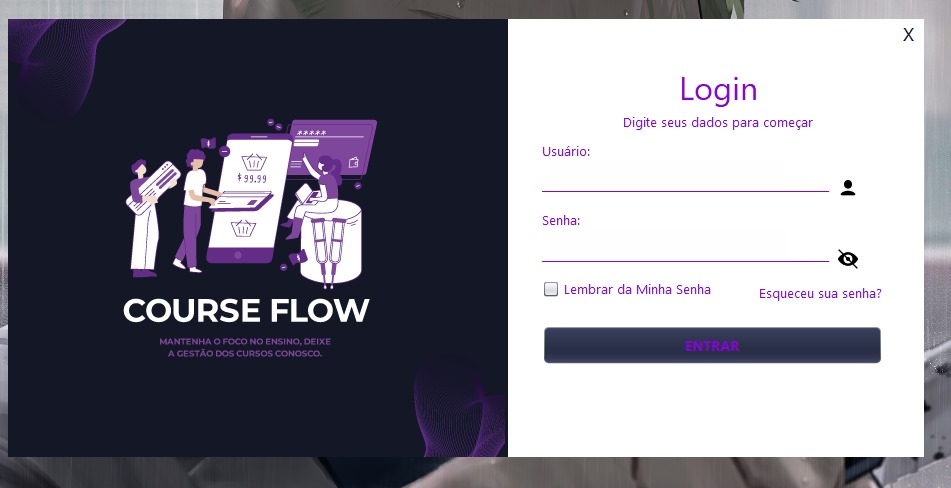 X
*****
$ 99.99
COURSE FLOW
MANTENHA O FOCO NO ENSINO, DEIXE
A GESTÃO DOS CURSOS CONOSCO.
Login
Digite seus dados para começar
Usuário:
Senha:
Lembrar da Minha Senha
Esqueceu sua senha?
ENTRAR